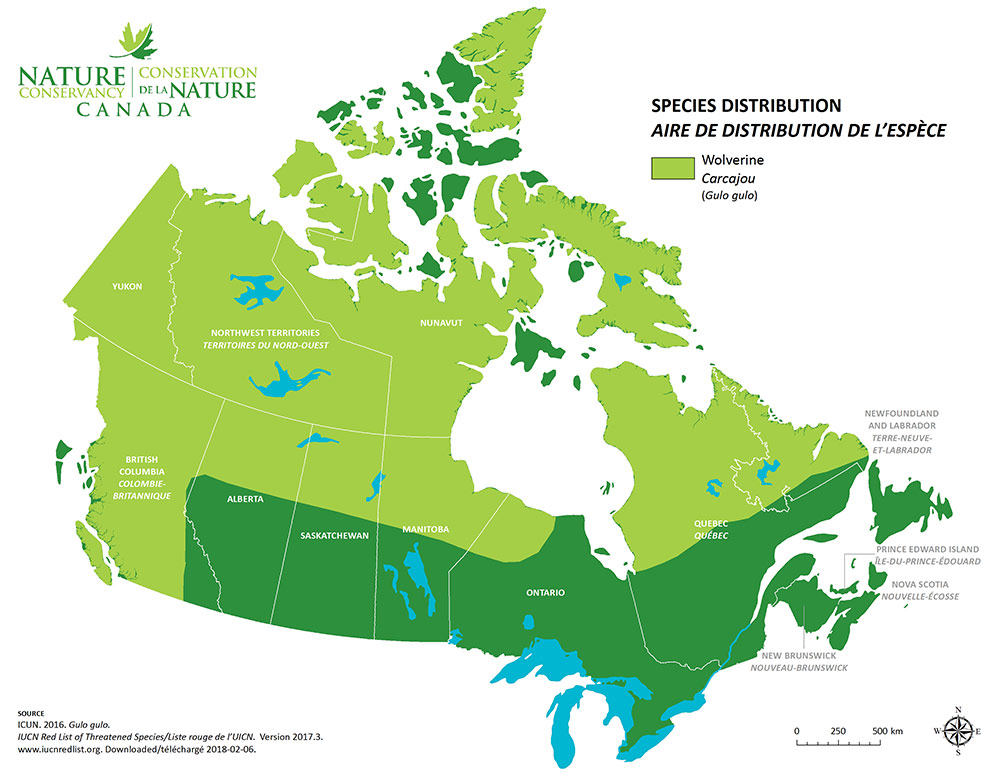 NATURE CONSERVATION
CONSERVANCY DE LA NATURE
CANADA
SPECIES DISTRIBUTION
AIRE DE DISTRIBUTION DE L'ESPÈCE
Wolverine
Carcajou
(Gulo gulo)
YUKON
NORTHWEST TERRITORIES
TERRITOIRES DU NORD-OUEST
NUNAVUT
BRITISH
COLUMBIA
COLOMBIE-
BRITANNIQUE
ALBERTA
SASKATCHEWAN
MANITOBA
ONTARIO
QUEBEC
QUÉBEC
NEWFOUNDLAND
AND LABRADOR
TERRE-NEUVE-
ET-LABRADOR
PRINCE EDWARD ISLAND
ÎLE-DU-PRINCE-ÉDOUARD
NOVA SCOTIA
NOUVELLE-ÉCOSSE
NEW BRUNSWICK
NOUVEAU-BRUNSWICK
SOURCE
ICUN. 2016. Gulo gulo.
IUCN Red List of Threatened Species/Liste rouge de l'UICN. Version 2017.3.
www.iucnredlist.org. Downloaded/téléchargé 2018-02-06.
0 250 500 km
N
W E
S